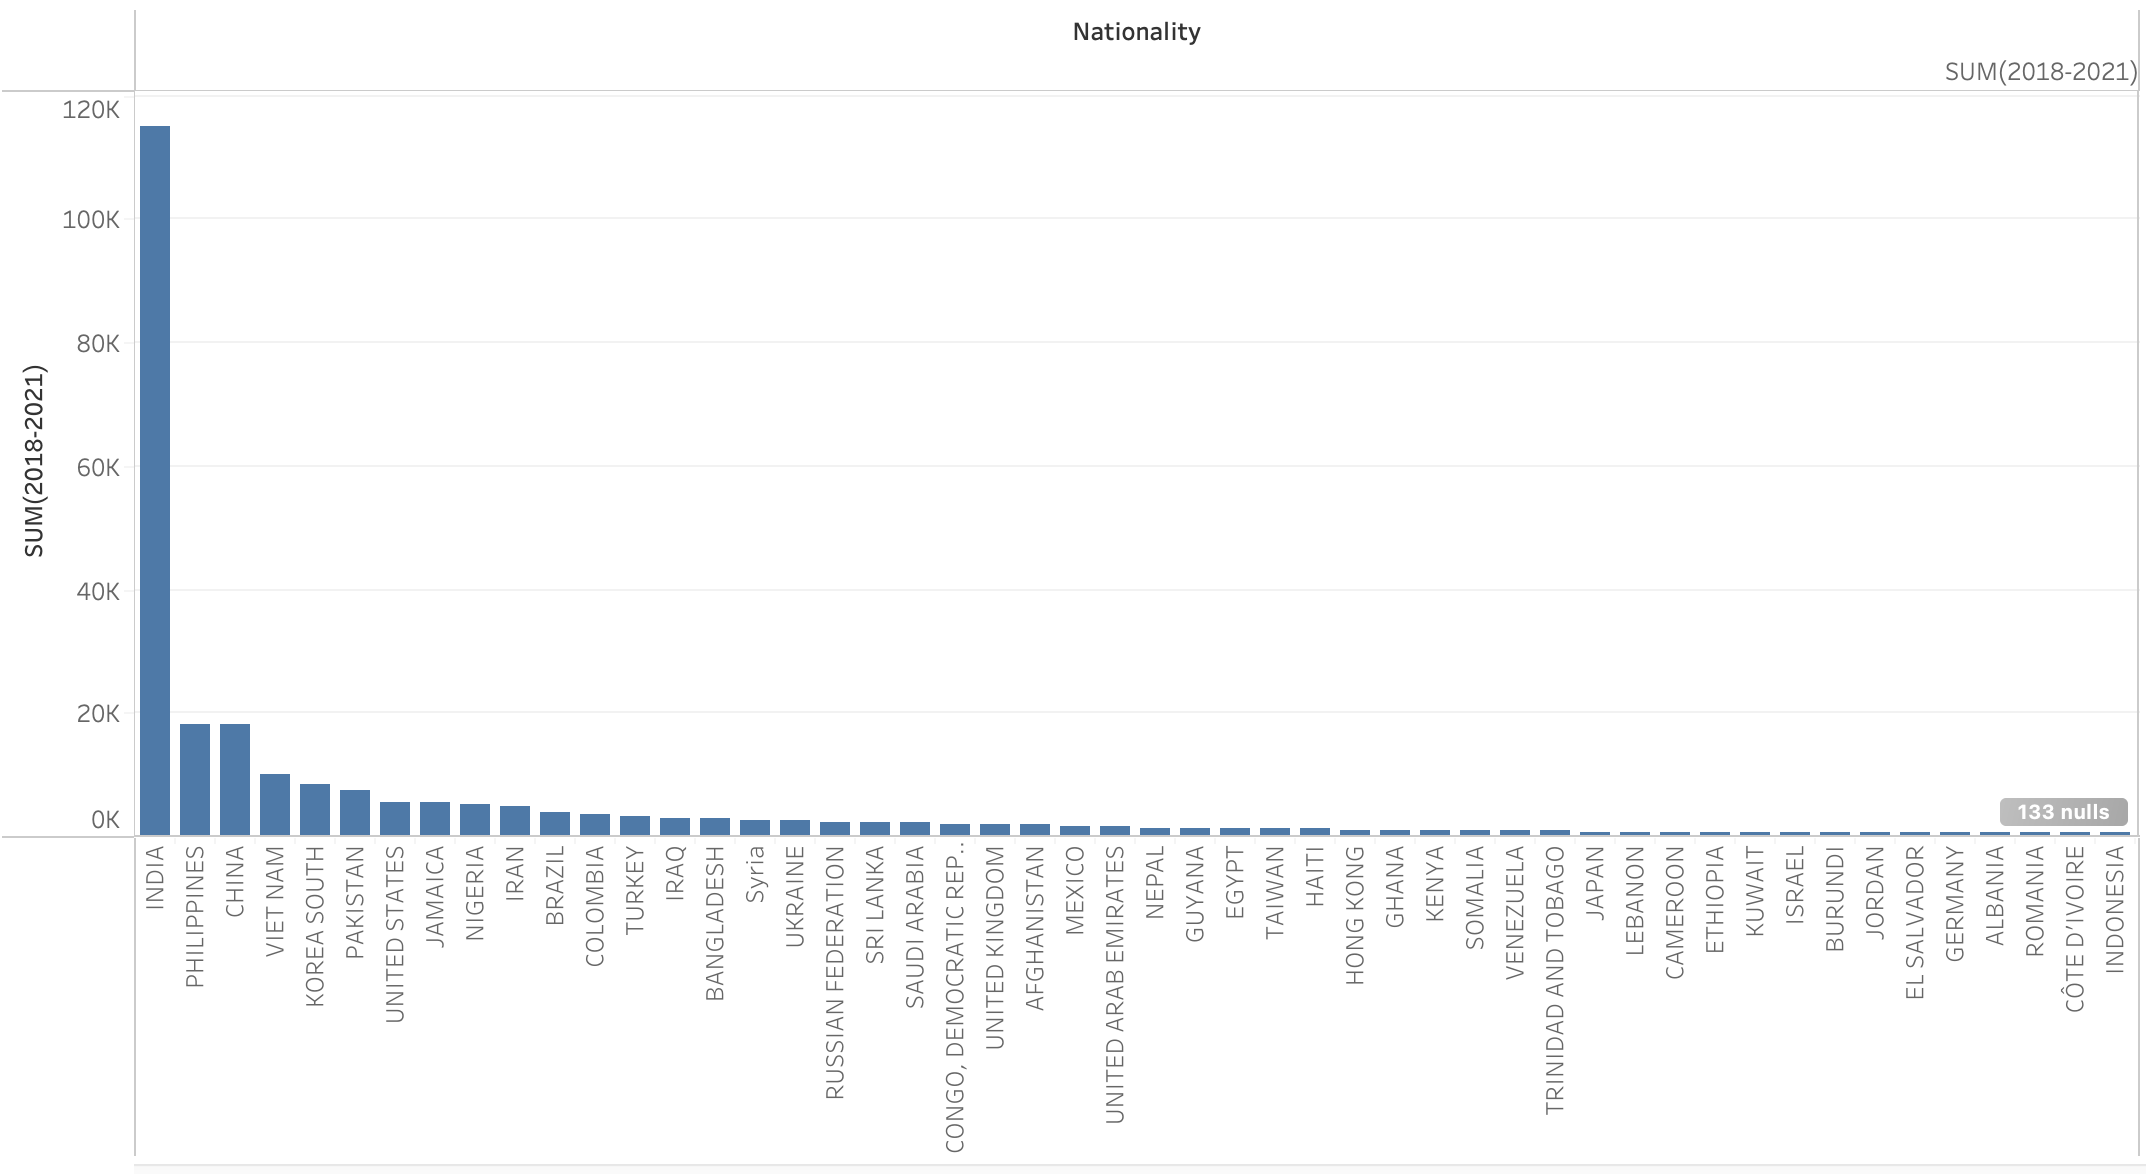 Nationality
SUM(2018-2021)
SUM(2018-2021)
120K
100K
80K
60K
40K
20K
0K
133 nulls
INDIA
PHILIPPINES
CHINA
VIET NAM
KOREA SOUTH
PAKISTAN
UNITED STATES
JAMAICA
NIGERIA
IRAN
BRAZIL
COLOMBIA
TURKEY
IRAQ
BANGLADESH
Syria
UKRAINE
RUSSIAN FEDERATION
SRI LANKA
SAUDI ARABIA
CONGO, DEMOCRATIC REP..
UNITED KINGDOM
AFGHANISTAN
MEXICO
UNITED ARAB EMIRATES
NEPAL
GUYANA
EGYPT
TAIWAN
HAITI
HONG KONG
GHANA
KENYA
SOMALIA
VENEZUELA
TRINIDAD AND TOBAGO
JAPAN
LEBANON
CAMEROON
ETHIOPIA
KUWAIT
ISRAEL
BURUNDI
JORDAN
EL SALVADOR
GERMANY
ALBANIA
ROMANIA
CÔTE D'IVOIRE
INDONESIA